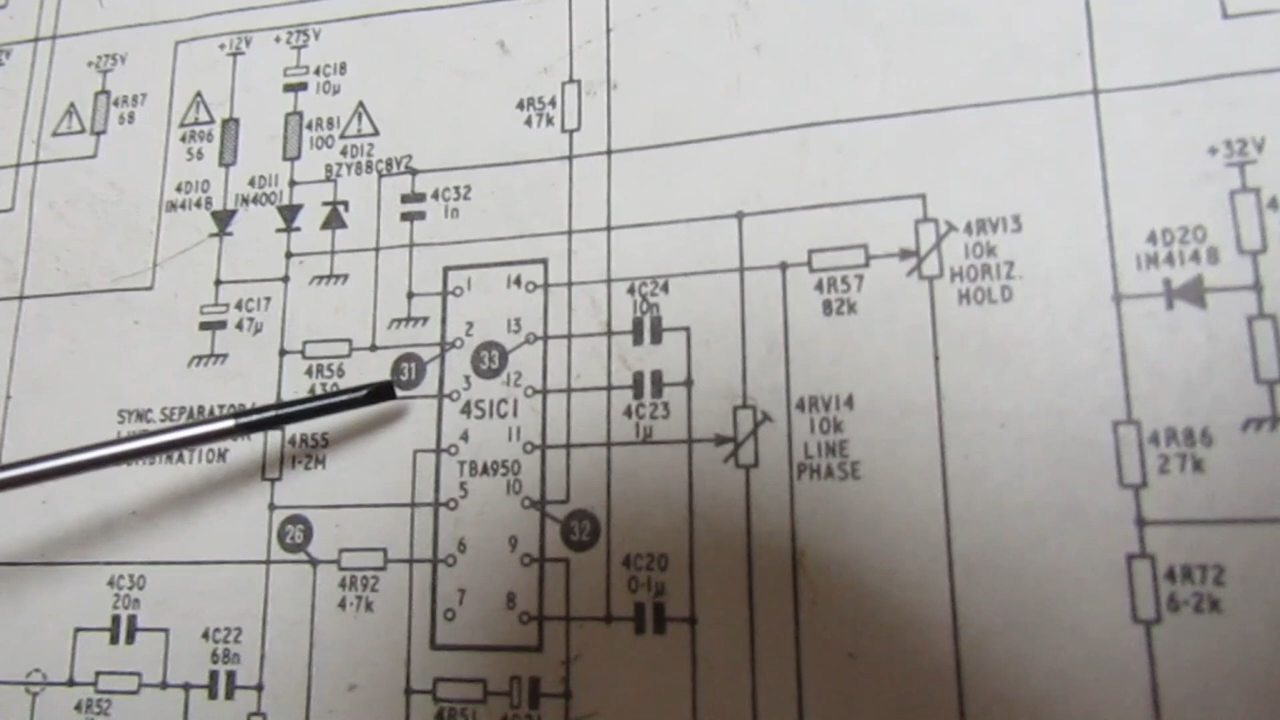 +275V
4R87
68
+12V
4R96
56
+275V
4C18
10µ
4R81
100
4D12
BZY88C8V2
4D10
1N4148
4D11
1N4001
4C32
1n
4R54
47k
4C17
47µ
4R56
430
SYNC. SEPARATOR/
4R55
1·2M
31
33
32
26
1
2
3
4
5
6
7
14
13
12
11
10
9
8
4SIC1
TBA950
4R92
4·7k
4C30
20n
4C22
68n
4R52
4R51
4C24
10n
4C23
1µ
4C20
0·1µ
4R57
82k
4RV13
10k
HORIZ.
HOLD
4RV14
10k
LINE
PHASE
+32V
4D20
1N4148
4R86
27k
4R72
6·2k